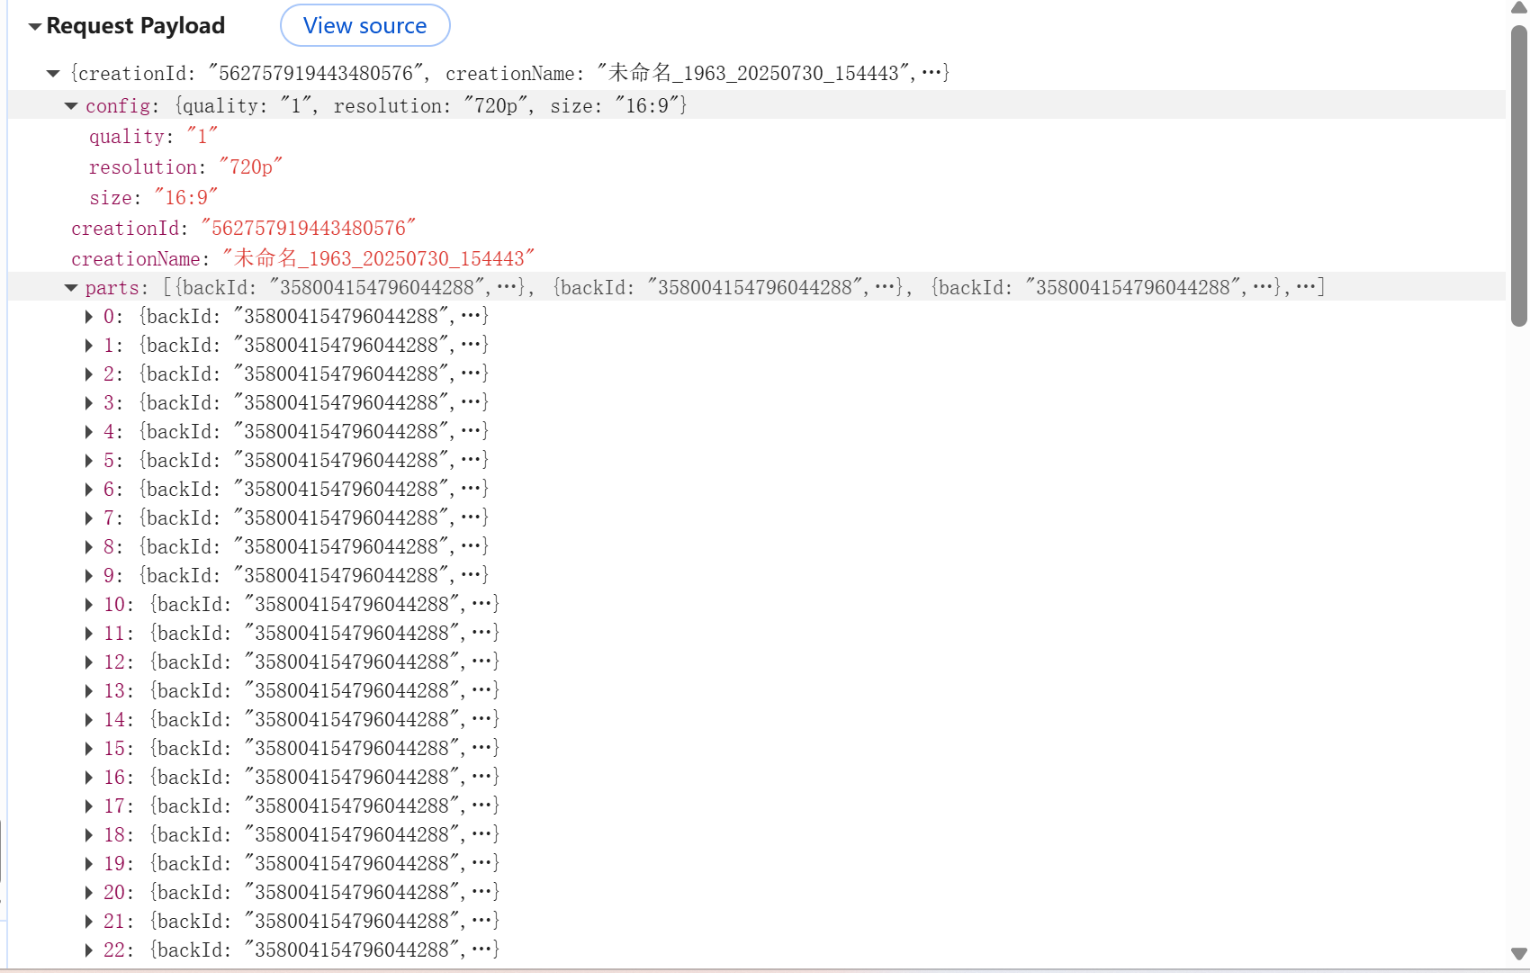 Request Payload View source
{creationId: "562757919443480576", creationName: "未命名_1963_20250730_154443",…}
config: {quality: "1", resolution: "720p", size: "16:9"}
quality: "1"
resolution: "720p"
size: "16:9"
creationId: "562757919443480576"
creationName: "未命名_1963_20250730_154443"
parts: [{backId: "358004154796044288",…}, {backId: "358004154796044288",…}, {backId: "358004154796044288",…},…]
0: {backId: "358004154796044288",…}
1: {backId: "358004154796044288",…}
2: {backId: "358004154796044288",…}
3: {backId: "358004154796044288",…}
4: {backId: "358004154796044288",…}
5: {backId: "358004154796044288",…}
6: {backId: "358004154796044288",…}
7: {backId: "358004154796044288",…}
8: {backId: "358004154796044288",…}
9: {backId: "358004154796044288",…}
10: {backId: "358004154796044288",…}
11: {backId: "358004154796044288",…}
12: {backId: "358004154796044288",…}
13: {backId: "358004154796044288",…}
14: {backId: "358004154796044288",…}
15: {backId: "358004154796044288",…}
16: {backId: "358004154796044288",…}
17: {backId: "358004154796044288",…}
18: {backId: "358004154796044288",…}
19: {backId: "358004154796044288",…}
20: {backId: "358004154796044288",…}
21: {backId: "358004154796044288",…}
22: {backId: "358004154796044288",…}